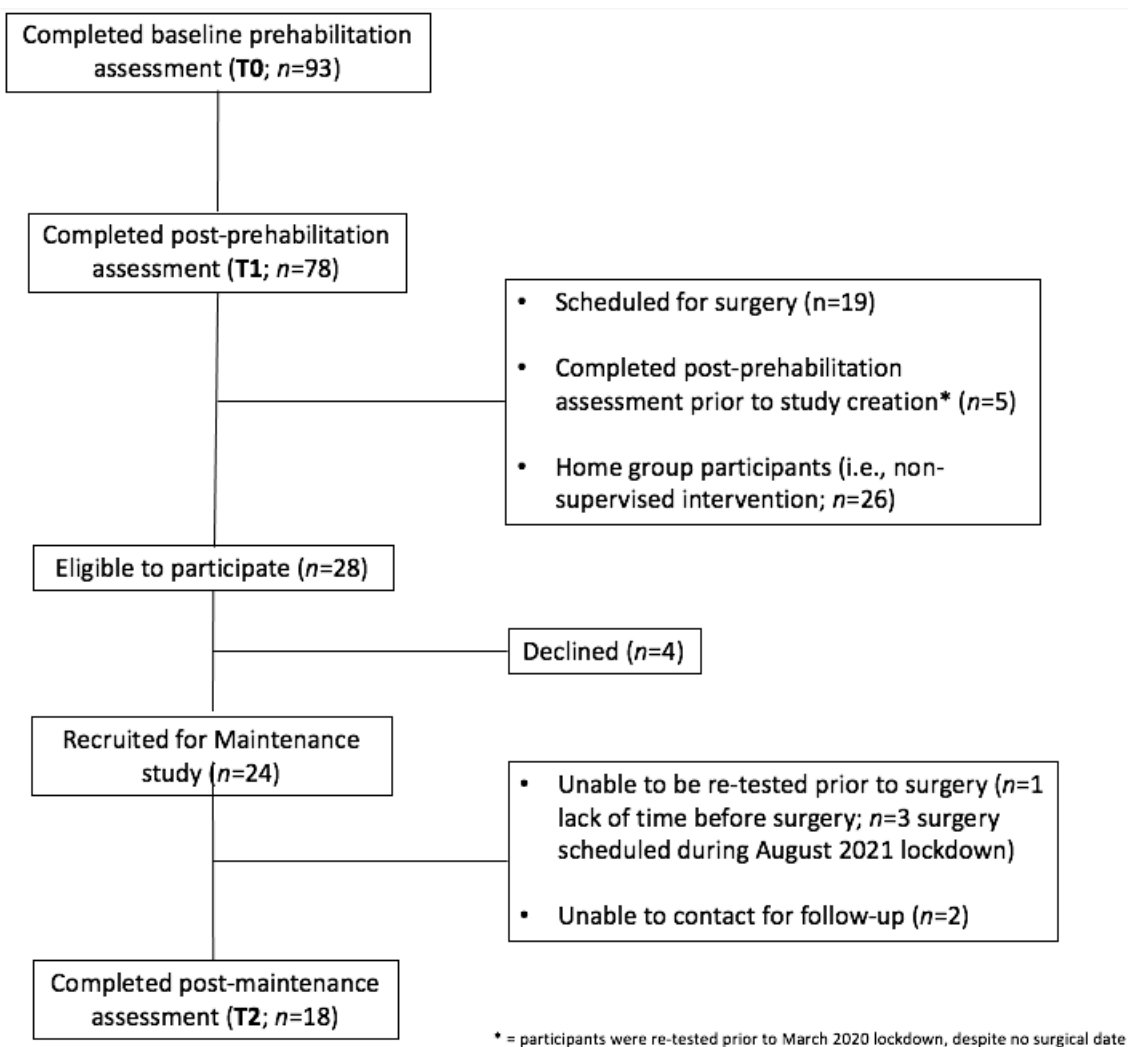 Completed baseline prehabilitation
assessment (T0; n=93)
Completed post-prehabilitation
assessment (T1; n=78)
• Scheduled for surgery (n=19)
• Completed post-prehabilitation
assessment prior to study creation* (n=5)
• Home group participants (i.e., non-
supervised intervention; n=26)
Eligible to participate (n=28)
Declined (n=4)
Recruited for Maintenance
study (n=24)
• Unable to be re-tested prior to surgery (n=1
lack of time before surgery; n=3 surgery
scheduled during August 2021 lockdown)
• Unable to contact for follow-up (n=2)
Completed post-maintenance
assessment (T2; n=18)
* = participants were re-tested prior to March 2020 lockdown, despite no surgical date